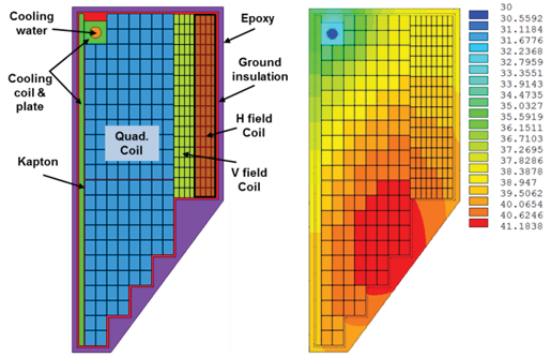 Cooling
water
Cooling
coil &
plate
Kapton
Quad.
Coil
Epoxy
Ground
insulation
H field
Coil
V field
Coil
30
30.5592
31.1184
31.6776
32.2368
32.7959
33.3551
33.9143
34.4735
35.0327
35.5919
36.1511
36.7103
37.2695
37.8286
38.3878
38.947
39.5062
40.0654
40.6246
41.1838